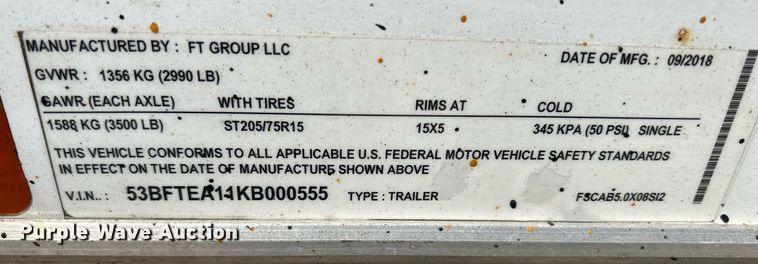 MANUFACTURED BY : FT GROUP LLC DATE OF MFG. : 09/2018
GVWR : 1356 KG (2990 LB)
GAWR (EACH AXLE) WITH TIRES RIMS AT COLD
1588 KG (3500 LB) ST205/75R15 15X5 345 KPA (50 PSI) SINGLE
THIS VEHICLE CONFORMS TO ALL APPLICABLE U.S. FEDERAL MOTOR VEHICLE SAFETY STANDARDS
IN EFFECT ON THE DATE OF MANUFACTURE SHOWN ABOVE
V.I.N.. : 53BFTEA11KB000555 TYPE : TRAILER FSCAB5.0X08SI2
Purple Wave Auction